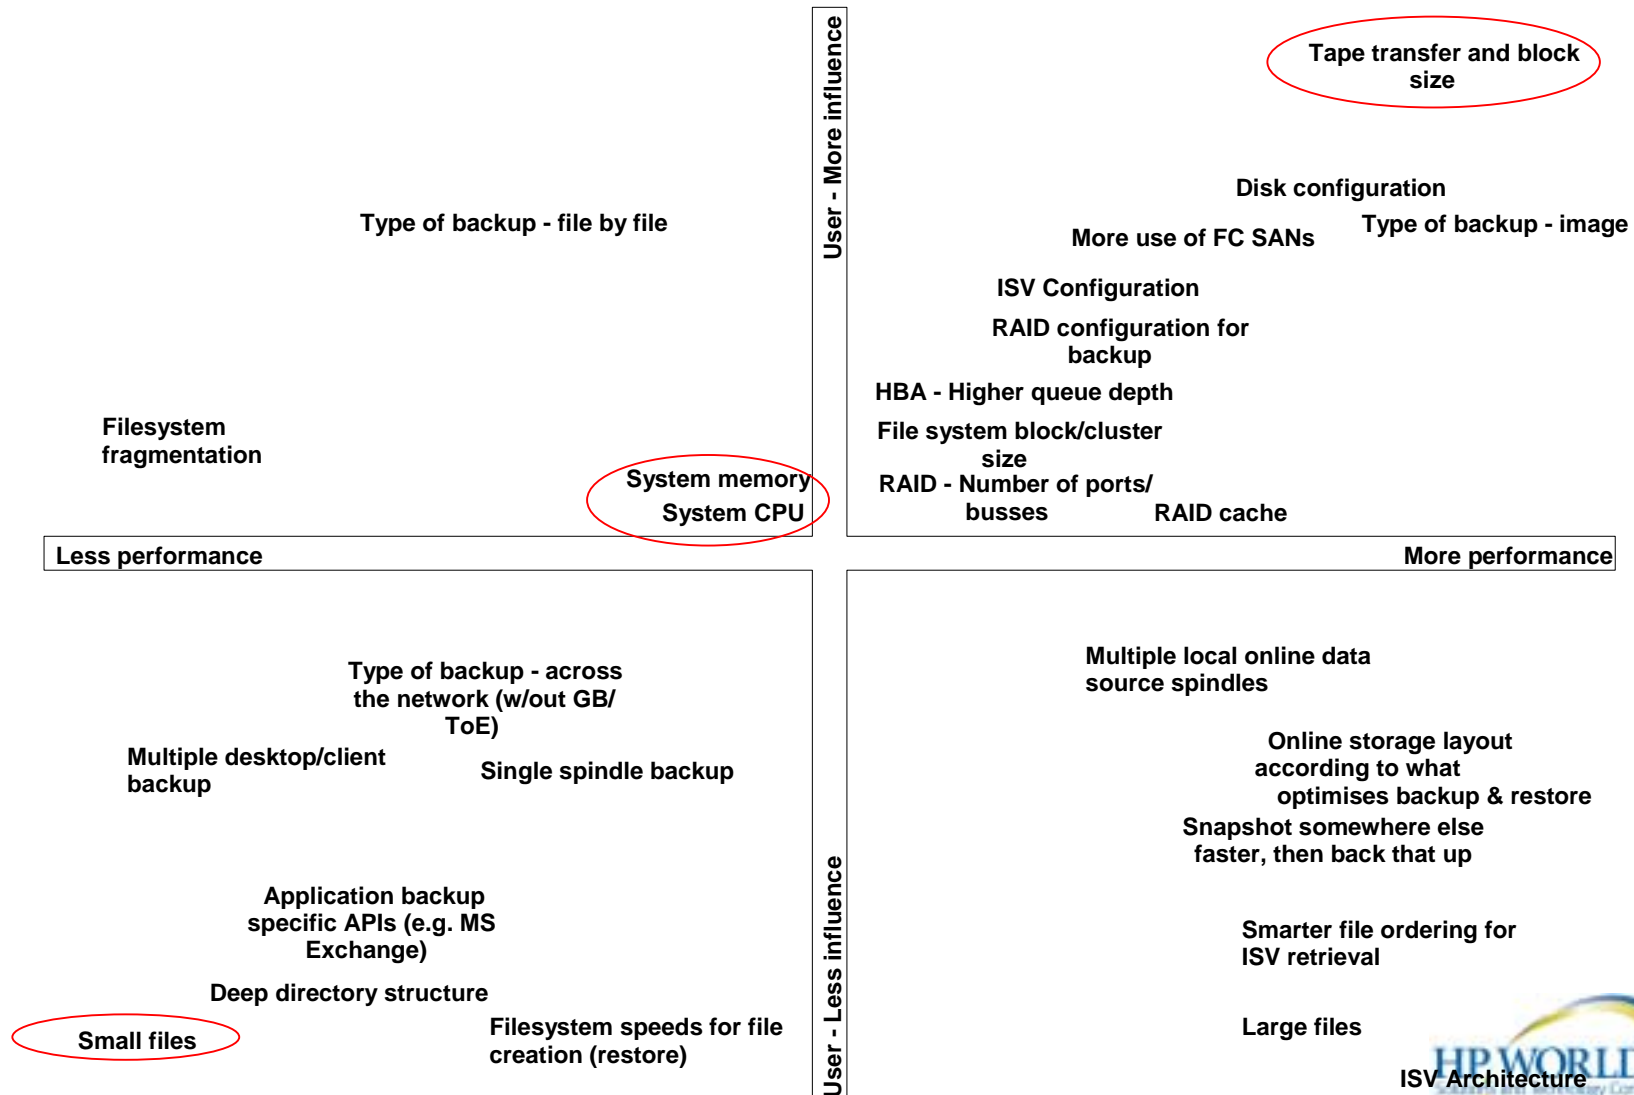 User - More influence
Tape transfer and block
size
Disk configuration
Type of backup - file by file
More use of FC SANs
Type of backup - image
ISV Configuration
RAID configuration for
backup
HBA - Higher queue depth
Filesystem
fragmentation
File system block/cluster
size
System memory
System CPU
RAID - Number of ports/
busses
RAID cache
Less performance
More performance
Type of backup - across
the network (w/out GB/
ToE)
Multiple desktop/client
backup
Single spindle backup
Multiple local online data
source spindles
Online storage layout
according to what
optimises backup & restore
Snapshot somewhere else
faster, then back that up
Application backup
specific APIs (e.g. MS
Exchange)
Deep directory structure
Small files
Filesystem speeds for file
creation (restore)
User - Less influence
Smarter file ordering for
ISV retrieval
Large files
HP WORLD
ISV Architecture